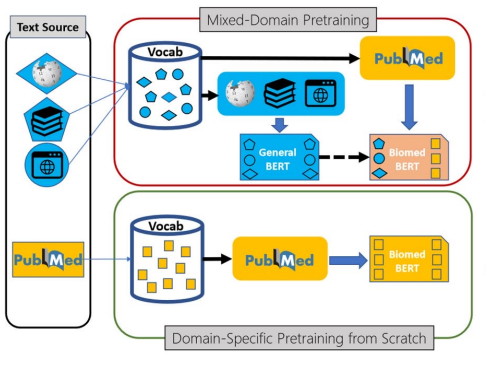 Text Source
Mixed-Domain Pretraining
Vocab
PubMed
General
BERT
Biomed
BERT
PubMed
Vocab
PubMed
Biomed
BERT
Domain-Specific Pretraining from Scratch